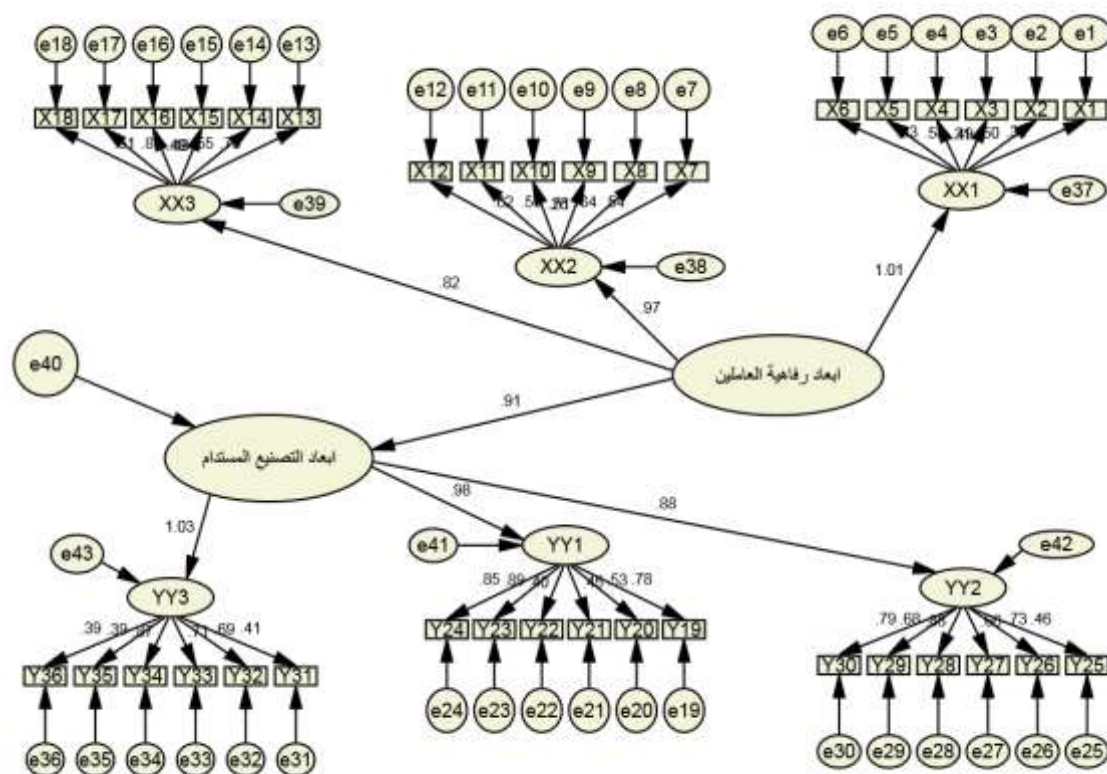 e18 e17 e16 e15 e14 e13
X18 X17 X16 X15 X14 X13
XX3
e39
e12 e11 e10 e9 e8 e7
X12 X11 X10 X9 X8 X7
XX2
e38
e6 e5 e4 e3 e2 e1
X6 X5 X4 X3 X2 X1
.50
XX1
e37
.82
.97
1.01
ابعاد رفاهية العاملين
e40
.91
ابعاد التصنيع المستدام
1.03
.98
.88
e43
YY3
.39 .39 .71 .69 .41
Y36 Y35 Y34 Y33 Y32 Y31
e36 e35 e34 e33 e32 e31
e41
YY1
.85 .89 .53 .78
Y24 Y23 Y22 Y21 Y20 Y19
e24 e23 e22 e21 e20 e19
e42
YY2
.79 .68 .73 .46
Y30 Y29 Y28 Y27 Y26 Y25
e30 e29 e28 e27 e26 e25